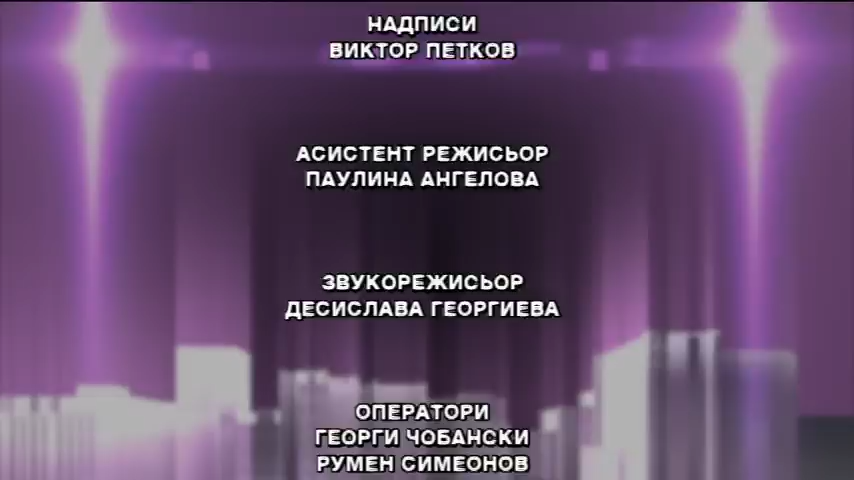 НАДПИСИ
ВИКТОР ПЕТКОВ
АСИСТЕНТ РЕЖИСЬОР
ПАУЛИНА АНГЕЛОВА
ЗВУКОРЕЖИСЬОР
ДЕСИСЛАВА ГЕОРГИЕВА
ОПЕРАТОРИ
ГЕОРГИ ЧОБАНСКИ
РУМЕН СИМЕОНОВ